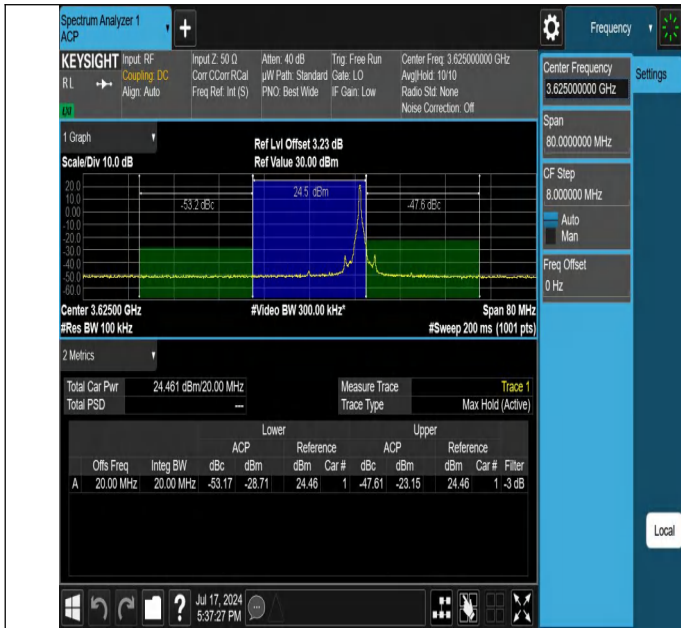 Spectrum Analyzer 1
ACP
+
Frequency
KEYSIGHT
Input: RF
Coupling: DC
Align: Auto
Input Z: 50 Ω
Corr CCorr RCal
Freq Ref: Int (S)
Atten: 40 dB
µW Path: Standard
PNO: Best Wide
Trig: Free Run
Gate: LO
IF Gain: Low
Center Freq: 3.625000000 GHz
Avg|Hold: 10/10
Radio Std: None
Noise Correction: Off
RL
Center Frequency
3.625000000 GHz
Settings
Span
80.0000000 MHz
CF Step
8.000000 MHz
Auto
Man
Freq Offset
0 Hz
1 Graph
Scale/Div 10.0 dB
Ref Lvl Offset 3.23 dB
Ref Value 30.00 dBm
20.0
10.0
0.00
-10.0
-20.0
-30.0
-40.0
-50.0
-60.0
-53.2 dBc
24.5 dBm
-47.6 dBc
Center 3.62500 GHz
#Video BW 300.00 kHz*
Span 80 MHz
#Res BW 100 kHz
#Sweep 200 ms (1001 pts)
2 Metrics
Total Car Pwr 24.461 dBm/20.00 MHz
Total PSD ---
Measure Trace Trace 1
Trace Type Max Hold (Active)
Lower Upper
ACP Reference ACP Reference
Offs Freq Integ BW dBc dBm dBm Car # dBc dBm dBm Car # Filter
A 20.00 MHz 20.00 MHz -53.17 -28.71 24.46 1 -47.61 -23.15 24.46 1 -3 dB
Local
?
Jul 17, 2024
5:37:27 PM